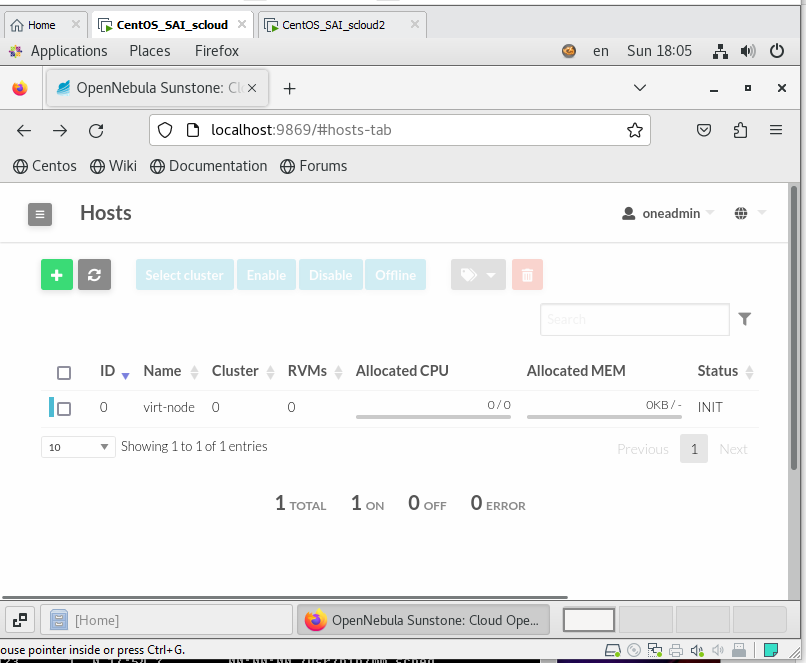 Home CentOS_SAI_scloud CentOS_SAI_scloud2
Applications Places Firefox en Sun 18:05
OpenNebula Sunstone: Cl
localhost:9869/#hosts-tab
Centos Wiki Documentation Forums
Hosts oneadmin
Select cluster Enable Disable Offline
Search
ID Name Cluster RVMs Allocated CPU Allocated MEM Status
0 virt-node 0 0 0 / 0 0KB / - INIT
10 Showing 1 to 1 of 1 entries Previous 1 Next
1 TOTAL 1 ON 0 OFF 0 ERROR
[Home] OpenNebula Sunstone: Cloud Ope...
ouse pointer inside or press Ctrl+G.